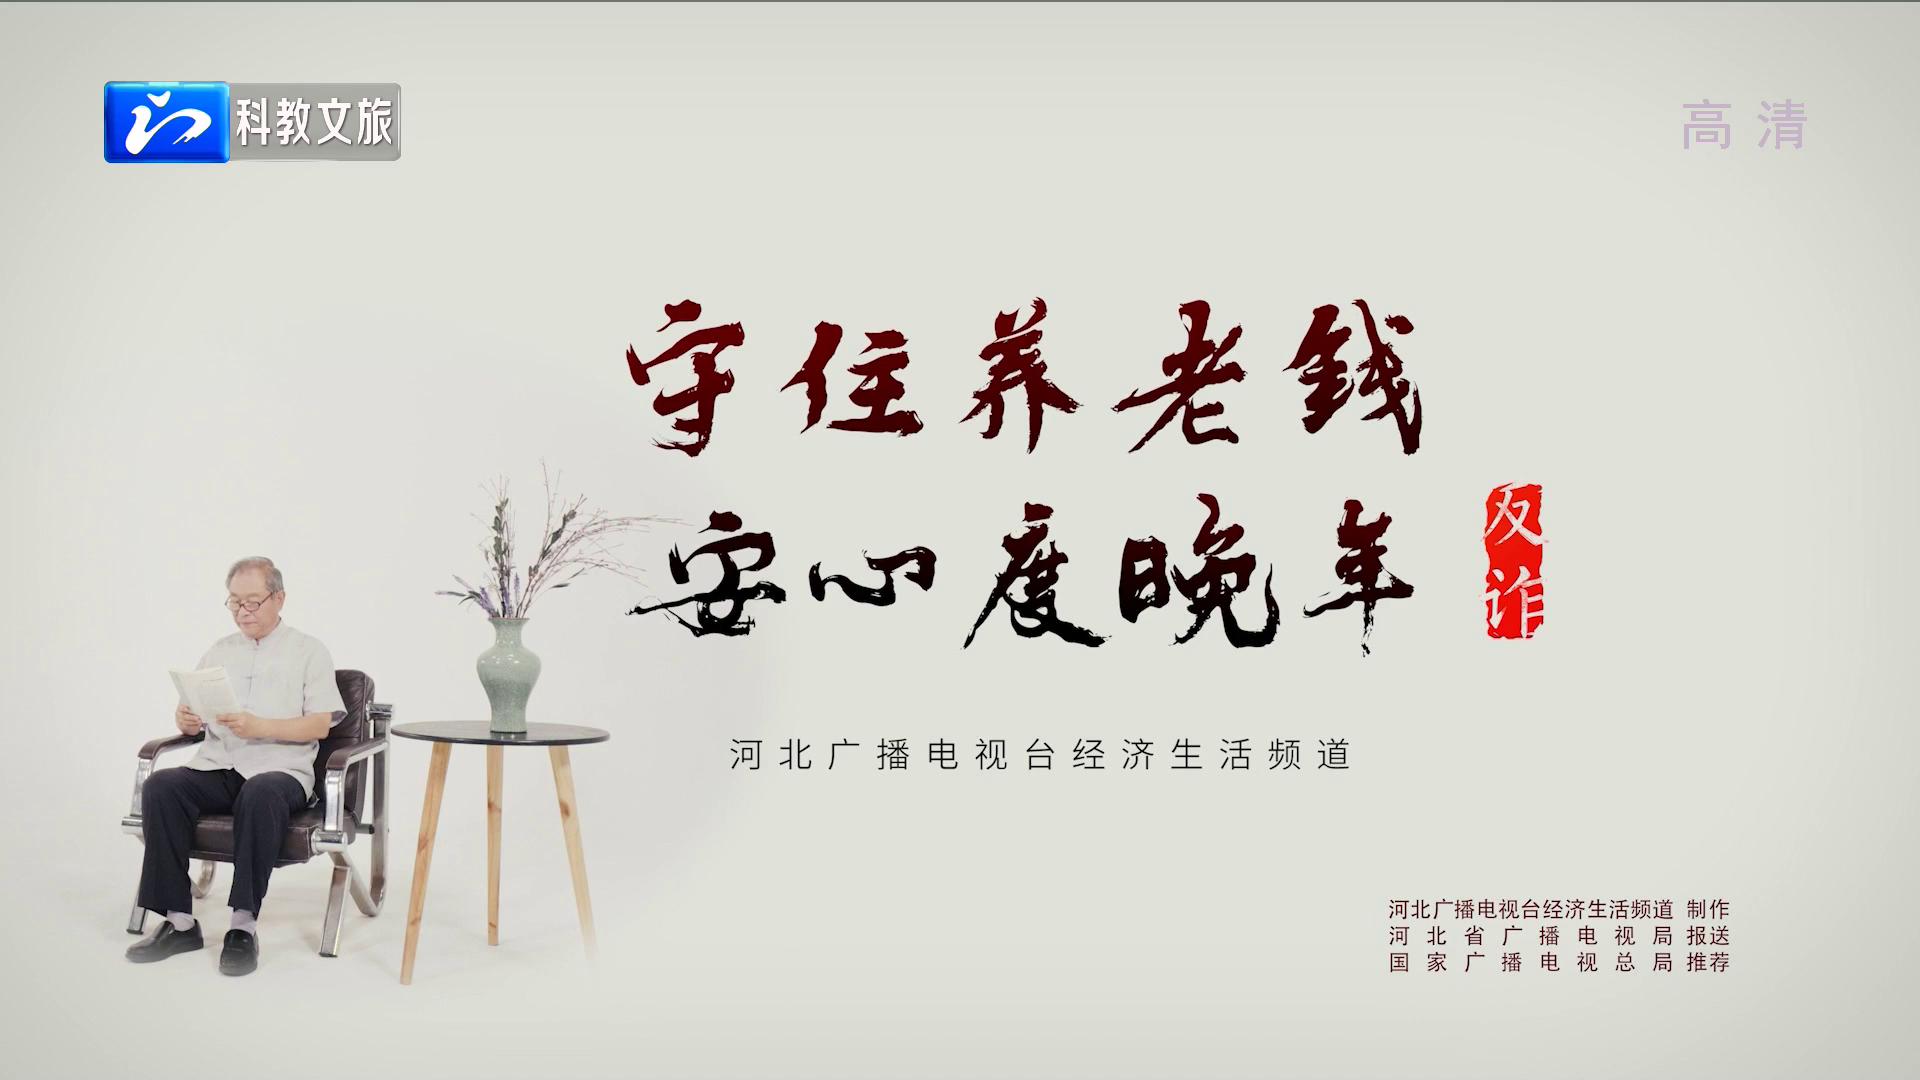 科教文旅
高清
守住养老錢
安心度晚年
反诈
河北广播电视台经济生活频道
河北广播电视台经济生活频道 制作
河北省广播电视局 报送
国家广播电视总局 推荐